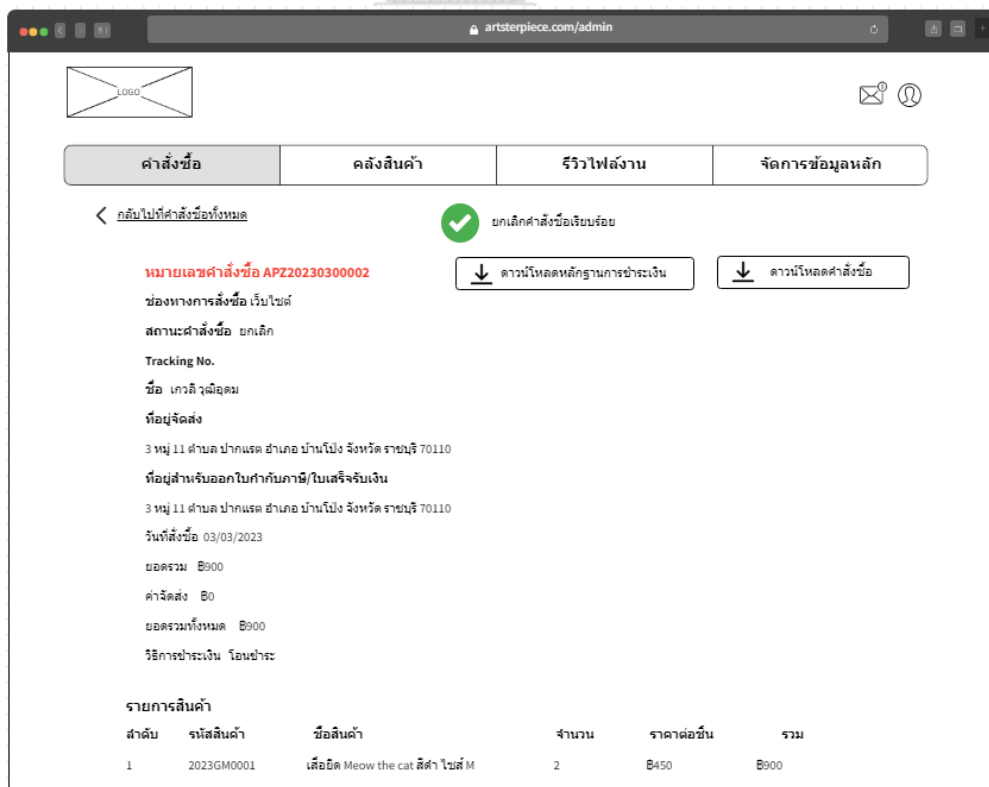 artsterpiece.com/admin
LOGO
คำสั่งซื้อ คลังสินค้า รีวิวไฟล์งาน จัดการข้อมูลหลัก
กลับไปที่คำสั่งซื้อทั้งหมด
ยกเลิกคำสั่งซื้อเรียบร้อย
หมายเลขคำสั่งซื้อ APZ20230300002
ดาวน์โหลดหลักฐานการชำระเงิน
ดาวน์โหลดคำสั่งซื้อ
ช่องทางการสั่งซื้อ เว็บไซต์
สถานะคำสั่งซื้อ ยกเลิก
Tracking No.
ชื่อ เกวลิ วุฒิอุดม
ที่อยู่จัดส่ง
3 หมู่ 11 ตำบล ปากแรต อำเภอ บ้านโป่ง จังหวัด ราชบุรี 70110
ที่อยู่สำหรับออกใบกำกับภาษี/ใบเสร็จรับเงิน
3 หมู่ 11 ตำบล ปากแรต อำเภอ บ้านโป่ง จังหวัด ราชบุรี 70110
วันที่สั่งซื้อ 03/03/2023
ยอดรวม ฿900
ค่าจัดส่ง ฿0
ยอดรวมทั้งหมด ฿900
วิธีการชำระเงิน โอนชำระ
รายการสินค้า
ลำดับ รหัสสินค้า ชื่อสินค้า จำนวน ราคาต่อชิ้น รวม
1 2023GM0001 เสื้อยืด Meow the cat สีดำ ไซส์ M 2 ฿450 ฿900